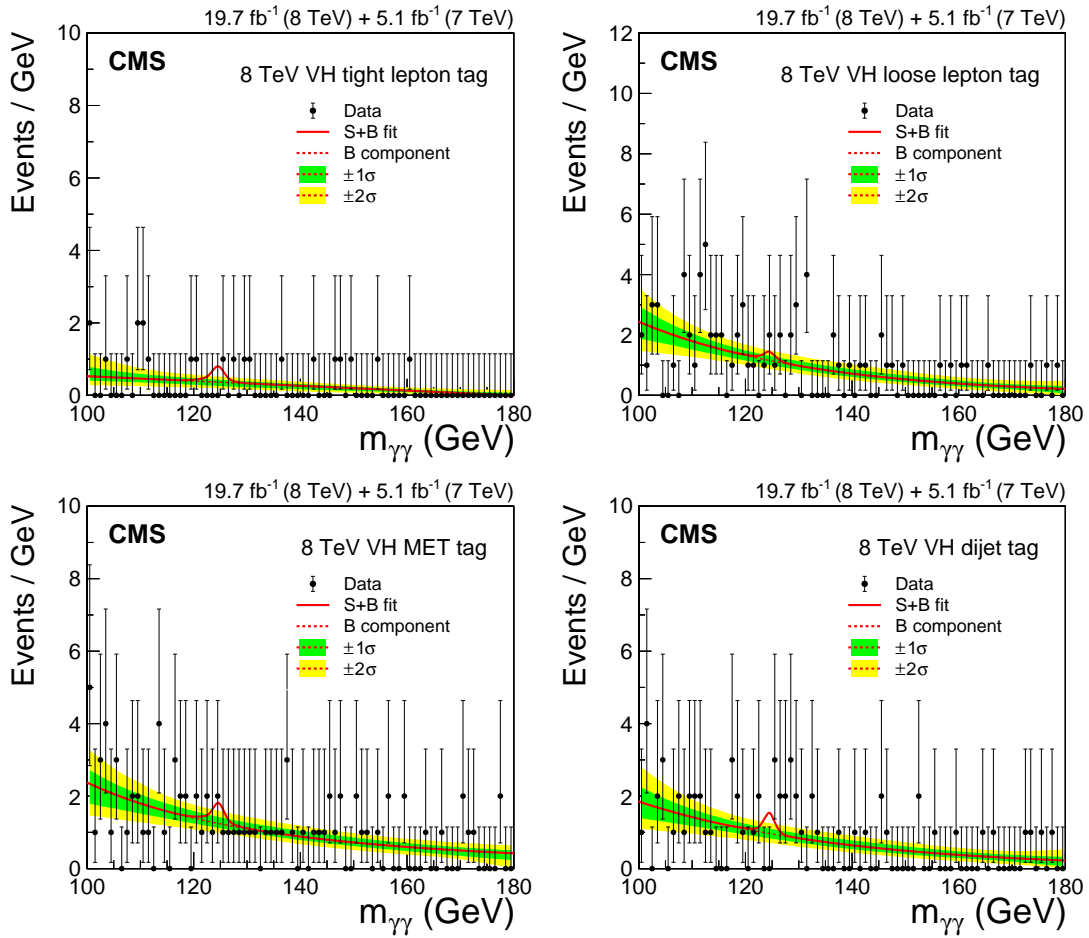 19.7 fb⁻¹ (8 TeV) + 5.1 fb⁻¹ (7 TeV)
CMS
8 TeV VH tight lepton tag
Data
S+B fit
B component
±1σ
±2σ
Events / GeV
10
8
6
4
2
0
100 120 140 160 180
mγγ (GeV)
19.7 fb⁻¹ (8 TeV) + 5.1 fb⁻¹ (7 TeV)
CMS
8 TeV VH loose lepton tag
Data
S+B fit
B component
±1σ
±2σ
Events / GeV
12
10
8
6
4
2
0
100 120 140 160 180
mγγ (GeV)
19.7 fb⁻¹ (8 TeV) + 5.1 fb⁻¹ (7 TeV)
CMS
8 TeV VH MET tag
Data
S+B fit
B component
±1σ
±2σ
Events / GeV
10
8
6
4
2
0
100 120 140 160 180
mγγ (GeV)
19.7 fb⁻¹ (8 TeV) + 5.1 fb⁻¹ (7 TeV)
CMS
8 TeV VH dijet tag
Data
S+B fit
B component
±1σ
±2σ
Events / GeV
10
8
6
4
2
0
100 120 140 160 180
mγγ (GeV)